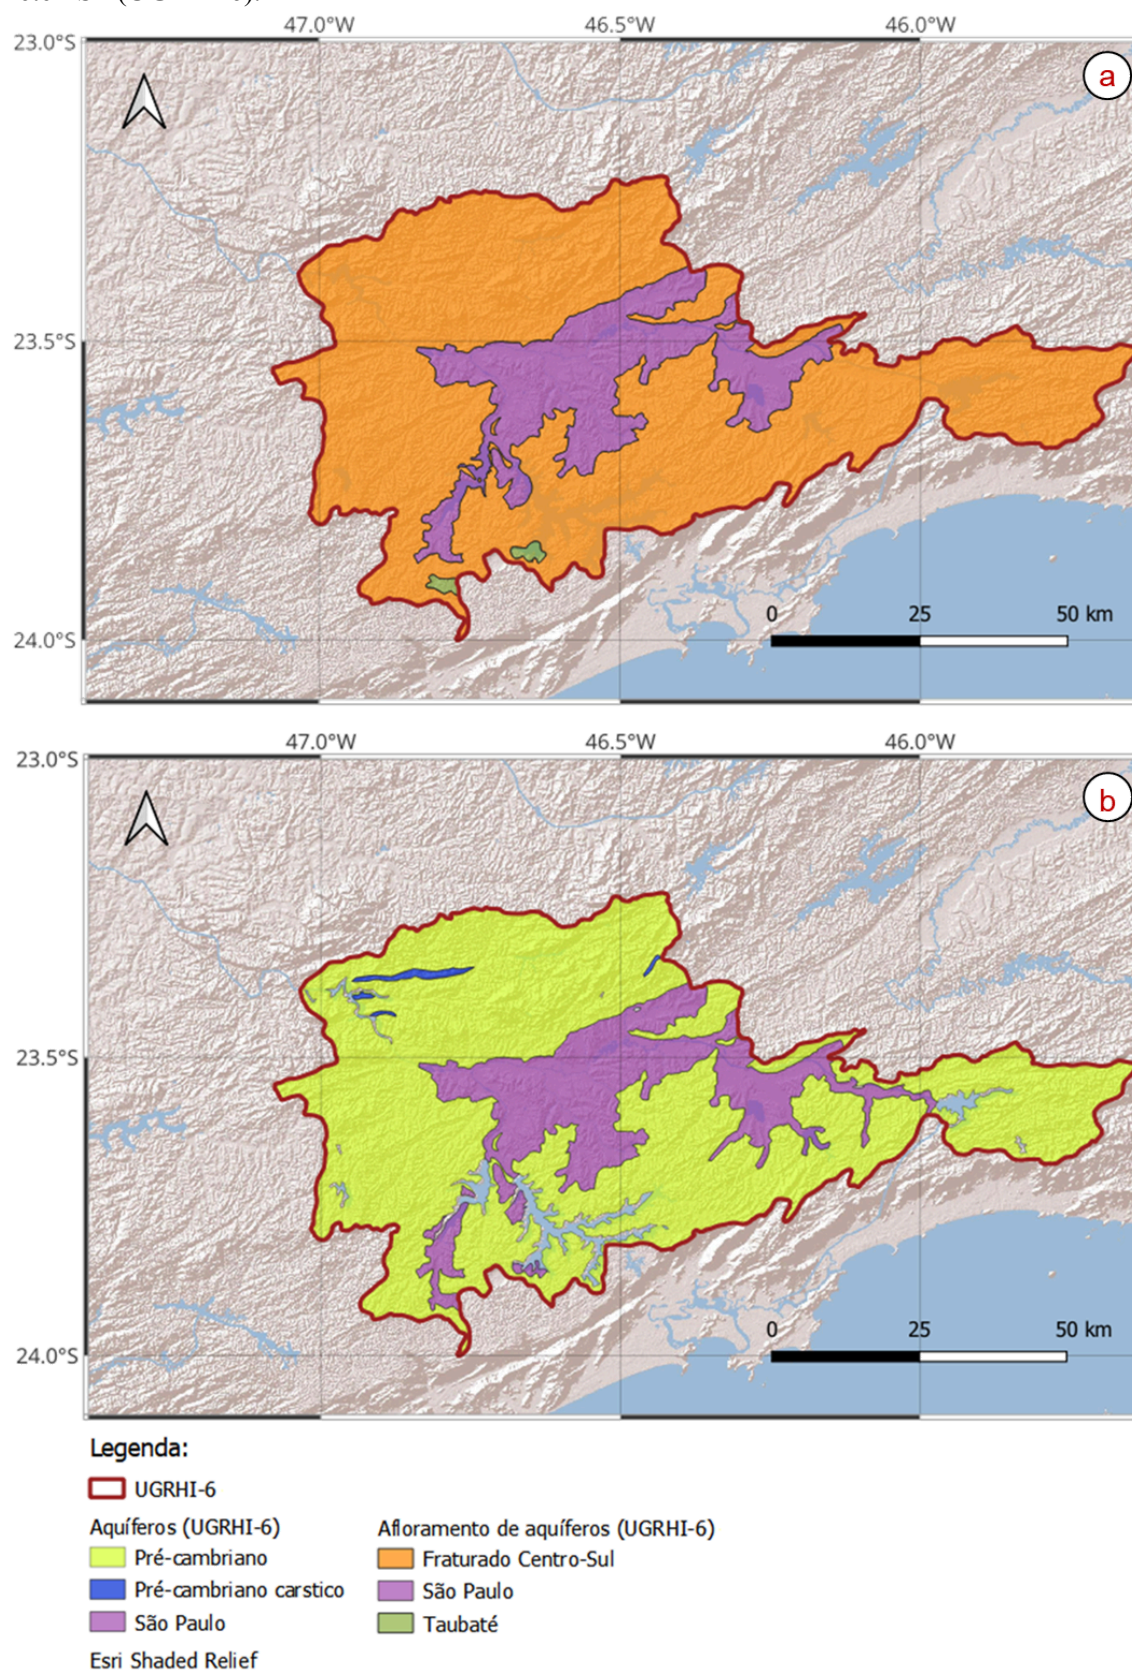 47.0°W 46.5°W 46.0°W
23.0°S
a
23.5°S
0 25 50 km
24.0°S
47.0°W 46.5°W 46.0°W
23.0°S
b
23.5°S
0 25 50 km
24.0°S
Legenda:
UGRHI-6
Aquíferos (UGRHI-6)
Pré-cambriano
Pré-cambriano carstico
São Paulo
Afloramento de aquíferos (UGRHI-6)
Fraturado Centro-Sul
São Paulo
Taubaté
Esri Shaded Relief